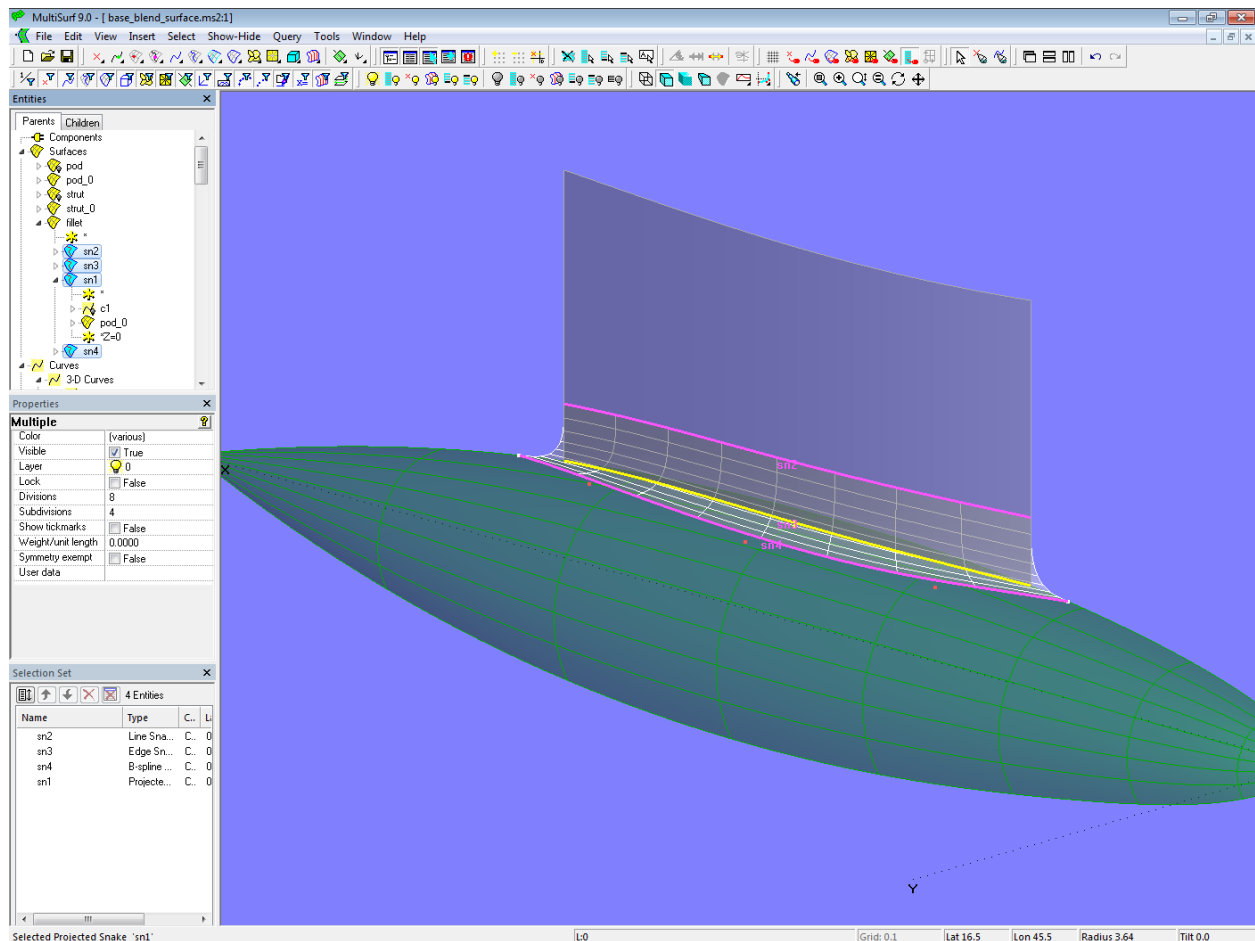 MultiSurf 9.0 - [ base_blend_surface.ms2:1]
File Edit View Insert Select Show-Hide Query Tools Window Help
Entities
Parents Children
Components
Surfaces
pod
pod_0
strut
strut_0
fillet
*
sn2
sn3
sn1
*
c1
pod_0
*Z=0
sn4
Curves
3-D Curves
Properties
Multiple
Color (various)
Visible True
Layer 0
Lock False
Divisions 8
Subdivisions 4
Show tickmarks False
Weight/unit length 0.0000
Symmetry exempt False
User data
Selection Set
4 Entities
Name Type C..
sn2 Line Sna... C.. 0
sn3 Edge Sn... C.. 0
sn4 B-spline ... C.. 0
sn1 Projecte... C.. 0
X
sn2
sn4
Y
Selected Projected Snake 'sn1' L:0 Grid: 0.1 Lat 16.5 Lon 45.5 Radius 3.64 Tilt 0.0